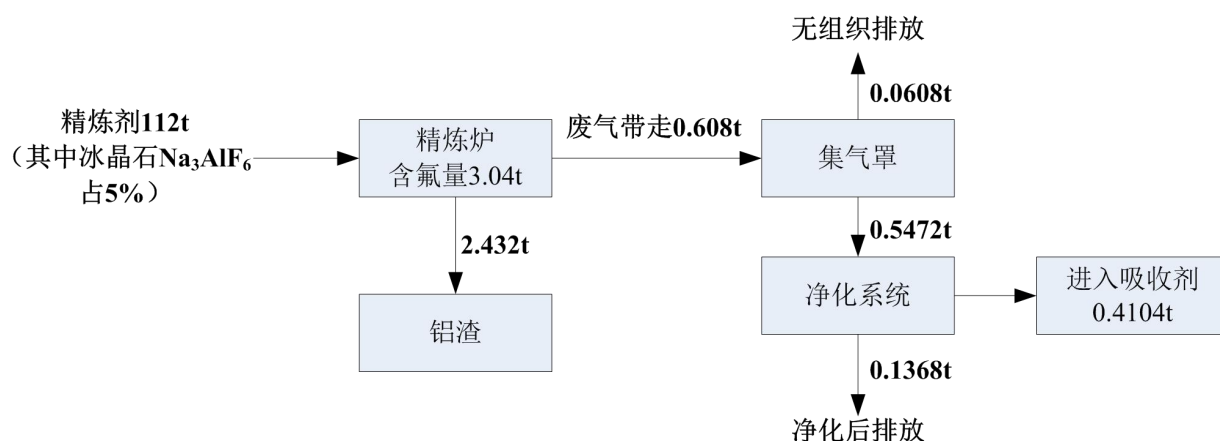 无组织排放
0.0608t
精炼剂112t
（其中冰晶石Na₃AlF₆
占5%）
精炼炉
含氟量3.04t
废气带走0.608t
集气罩
2.432t
0.5472t
铝渣
净化系统
进入吸收剂
0.4104t
0.1368t
净化后排放